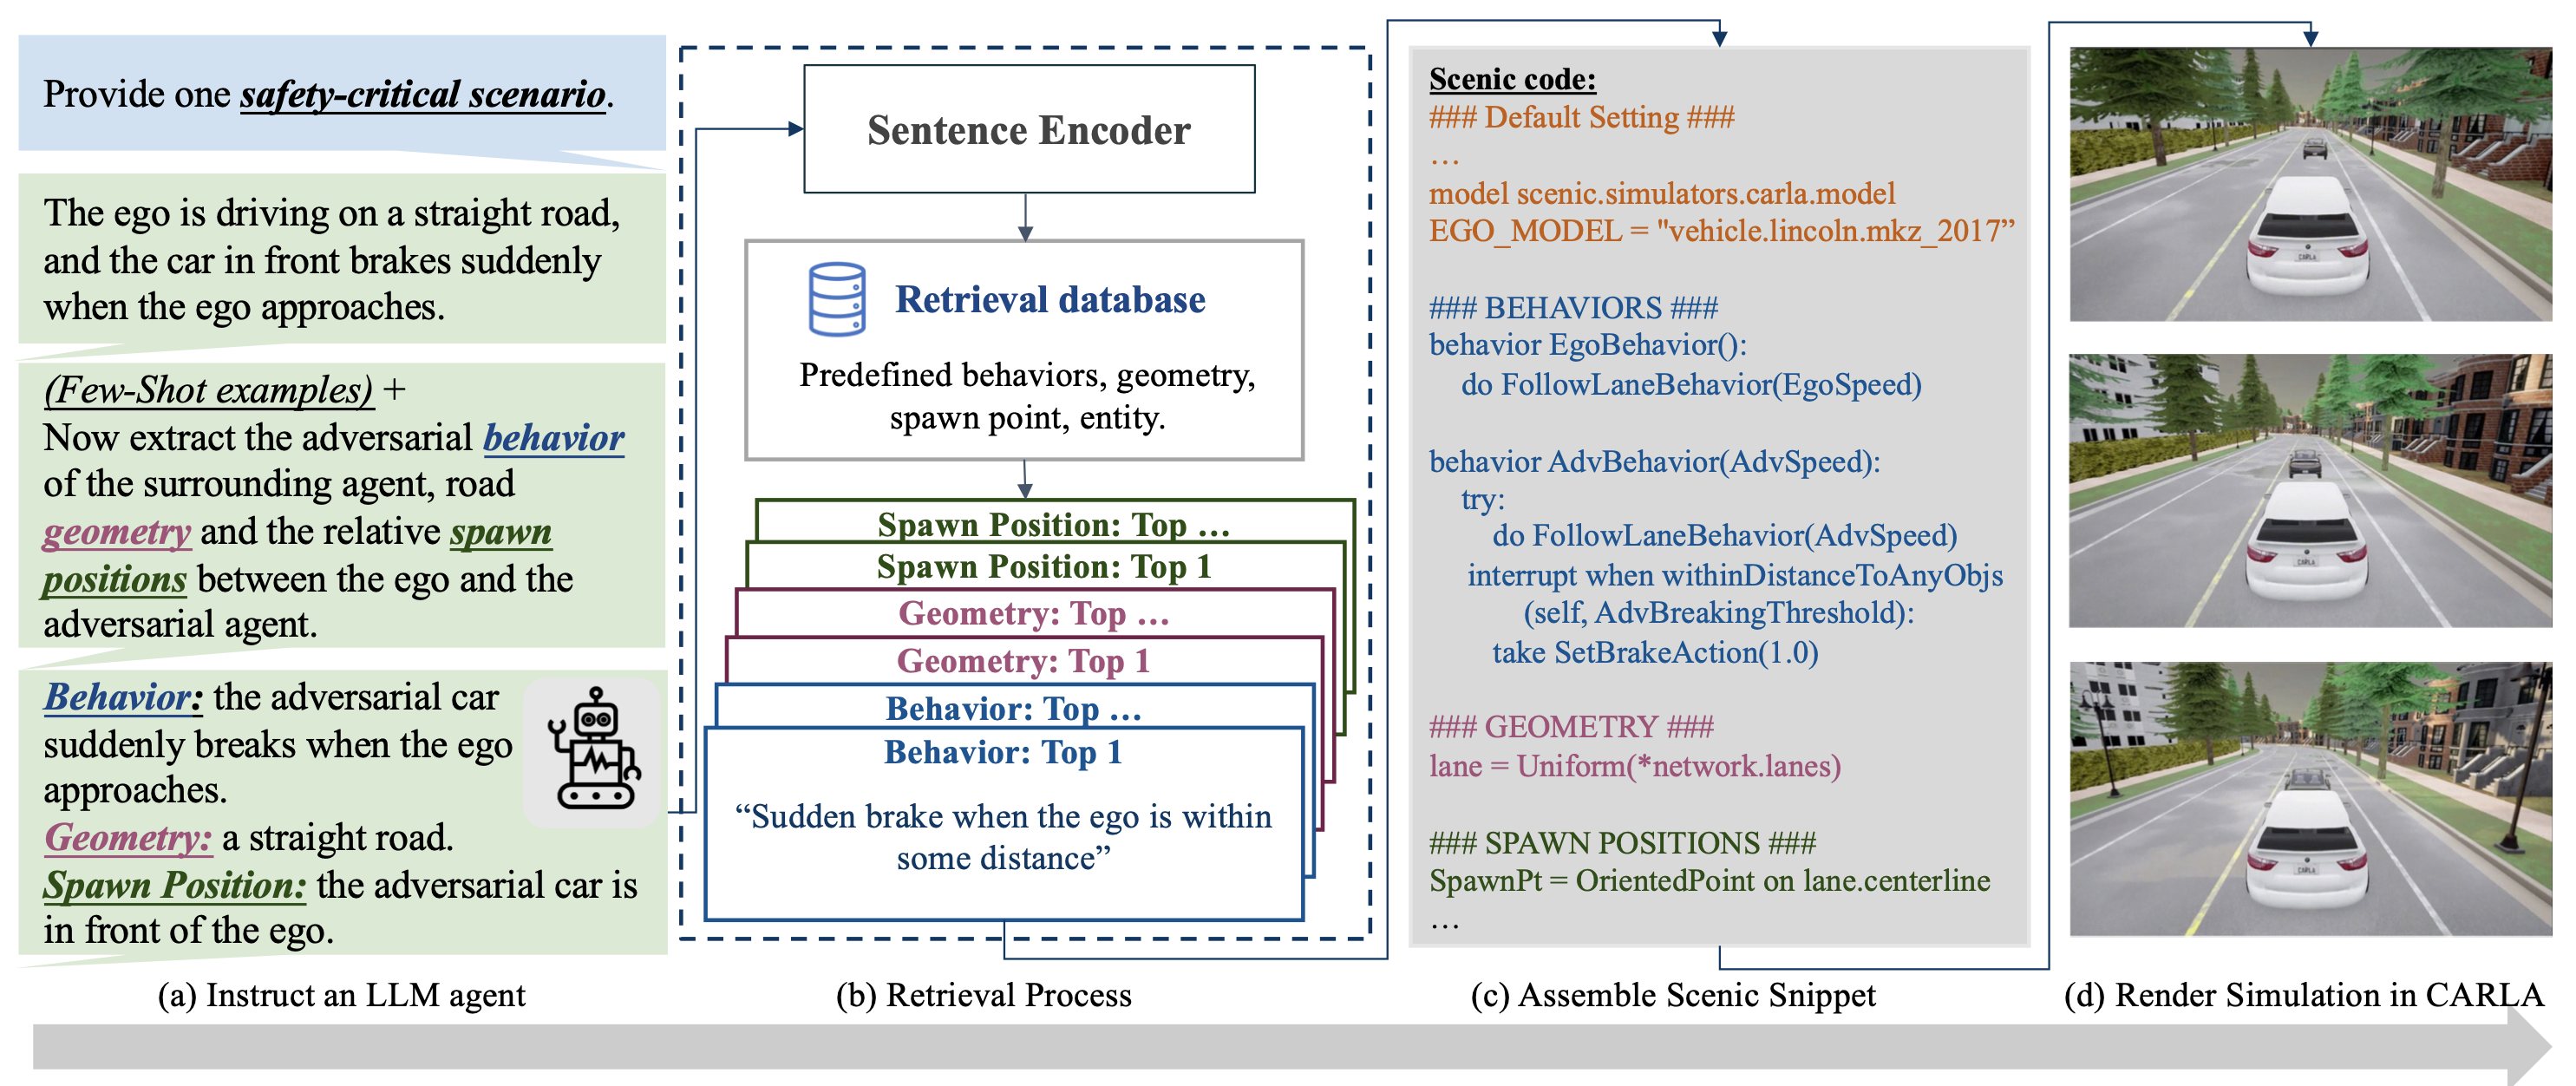 Provide one safety-critical scenario.
The ego is driving on a straight road,
and the car in front brakes suddenly
when the ego approaches.
(Few-Shot examples) +
Now extract the adversarial behavior
of the surrounding agent, road
geometry and the relative spawn
positions between the ego and the
adversarial agent.
Behavior: the adversarial car
suddenly breaks when the ego
approaches.
Geometry: a straight road.
Spawn Position: the adversarial car is
in front of the ego.
(a) Instruct an LLM agent
Sentence Encoder
Retrieval database
Predefined behaviors, geometry,
spawn point, entity.
Spawn Position: Top …
Spawn Position: Top 1
Geometry: Top …
Geometry: Top 1
Behavior: Top …
Behavior: Top 1
“Sudden brake when the ego is within
some distance”
(b) Retrieval Process
Scenic code:
### Default Setting ###
…
model scenic.simulators.carla.model
EGO_MODEL = "vehicle.lincoln.mkz_2017”
### BEHAVIORS ###
behavior EgoBehavior():
do FollowLaneBehavior(EgoSpeed)
behavior AdvBehavior(AdvSpeed):
try:
do FollowLaneBehavior(AdvSpeed)
interrupt when withinDistanceToAnyObjs
(self, AdvBreakingThreshold):
take SetBrakeAction(1.0)
### GEOMETRY ###
lane = Uniform(*network.lanes)
### SPAWN POSITIONS ###
SpawnPt = OrientedPoint on lane.centerline
…
(c) Assemble Scenic Snippet
CARLA
CARLA
CARLA
(d) Render Simulation in CARLA